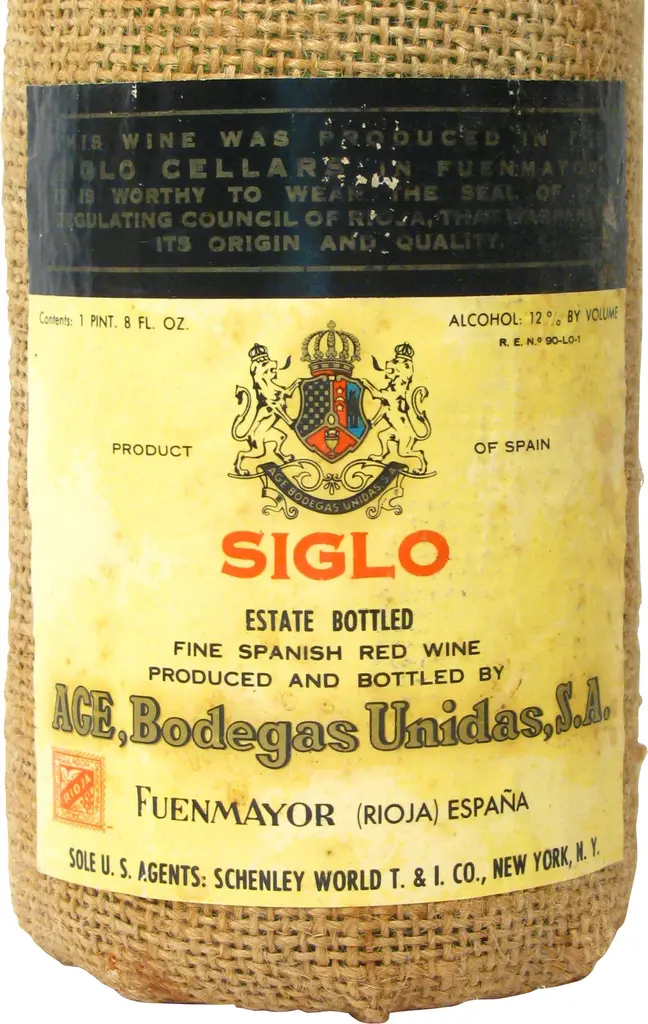 THIS WINE WAS PRODUCED IN THE
SIGLO CELLARS IN FUENMAYOR
IT IS WORTHY TO WEAR THE SEAL OF
REGULATING COUNCIL OF RIOJA, THAT
ITS ORIGIN AND QUALITY.
Contents: 1 PINT. 8 FL. OZ.
ALCOHOL: 12 % BY VOLUME
R. E. N.º 90-LO-1
PRODUCT
OF SPAIN
AGE BODEGAS UNIDAS, S.A.
SIGLO
ESTATE BOTTLED
FINE SPANISH RED WINE
PRODUCED AND BOTTLED BY
AGE, Bodegas Unidas, S.A.
RIOJA
FUENMAYOR (RIOJA) ESPAÑA
SOLE U. S. AGENTS: SCHENLEY WORLD T. & I. CO., NEW YORK, N. Y.